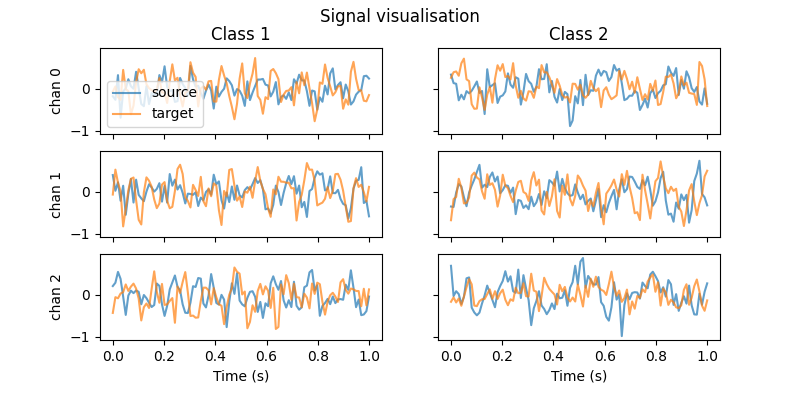 Signal visualisation
Class 1
Class 2
chan 0
0
−1
source
target
chan 1
0
−1
chan 2
0
−1
0.0 0.2 0.4 0.6 0.8 1.0
0.0 0.2 0.4 0.6 0.8 1.0
Time (s)
Time (s)